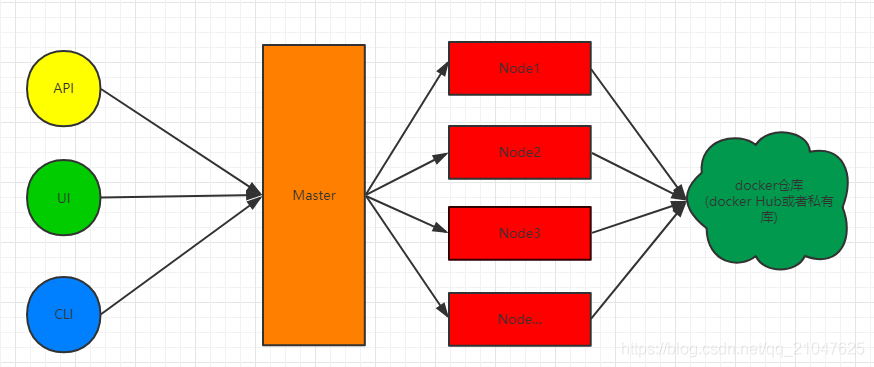 API
UI
CLI
Master
Node1
Node2
Node3
Node...
docker仓库
(docker Hub或者私有
库)
https://blog.csdn.net/qq_21047625